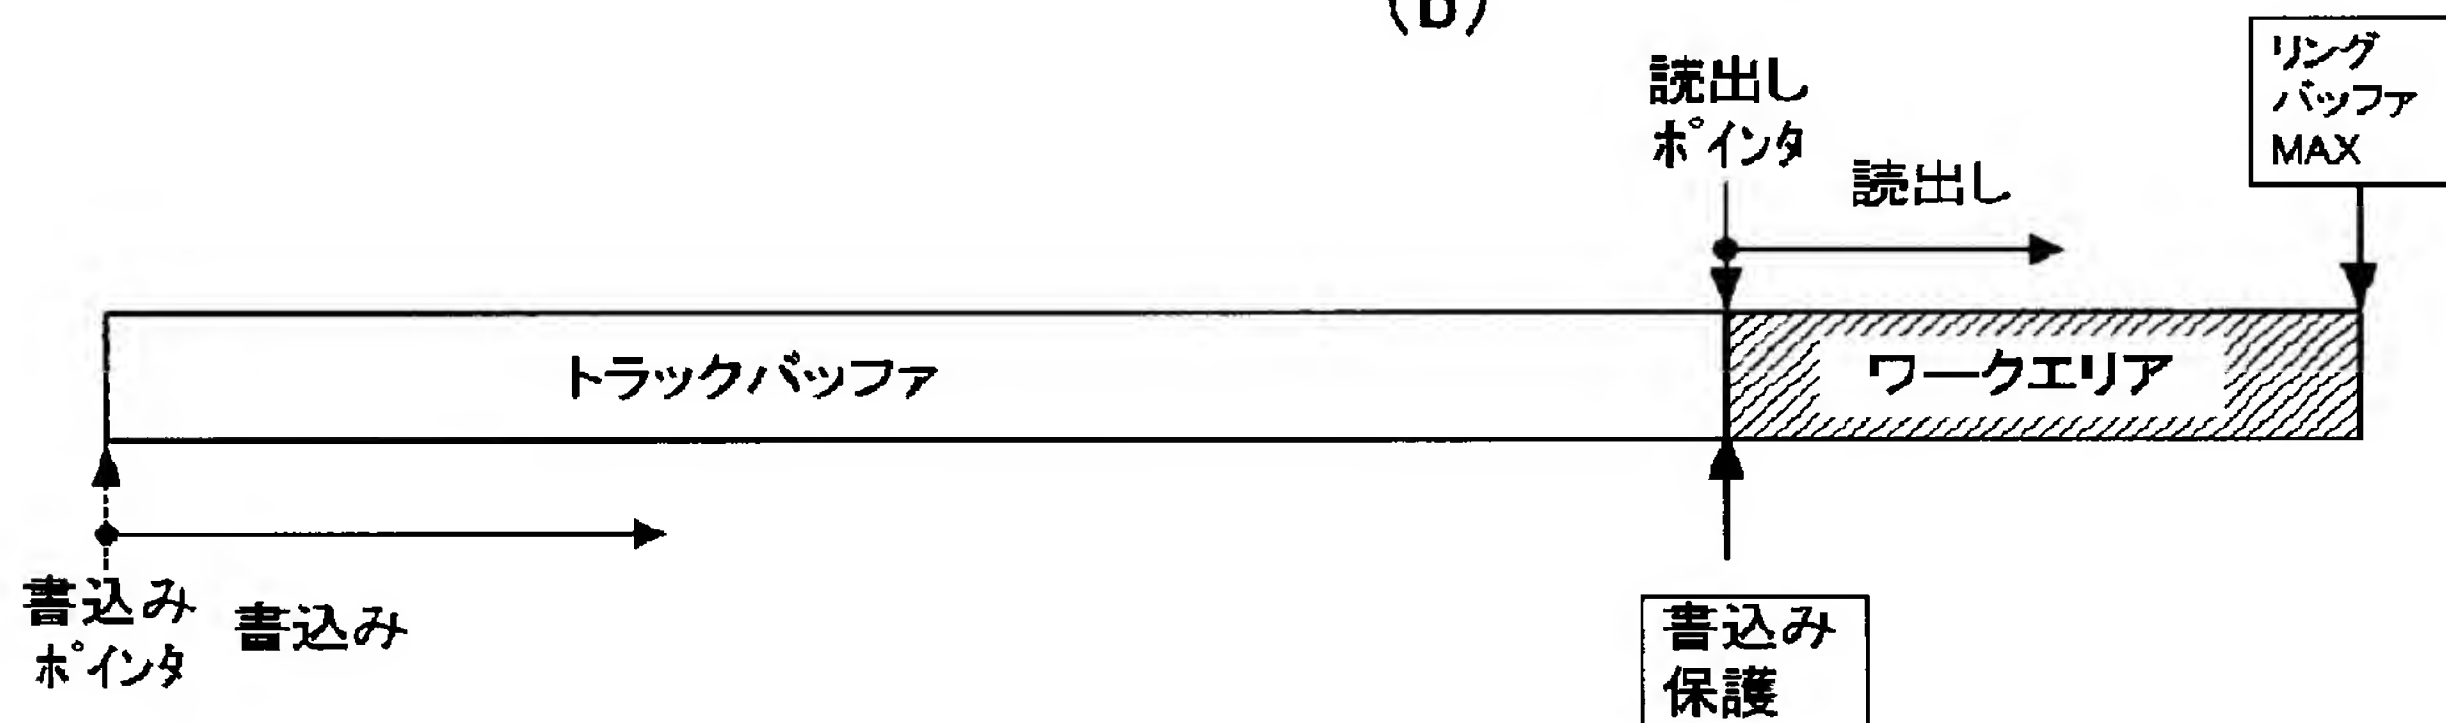 (b)
リング
バッファ
MAX
読出し
ポインタ
読出し
トラックバッファ
ワークエリア
書込み
ポインタ
書込み
書込み
保護